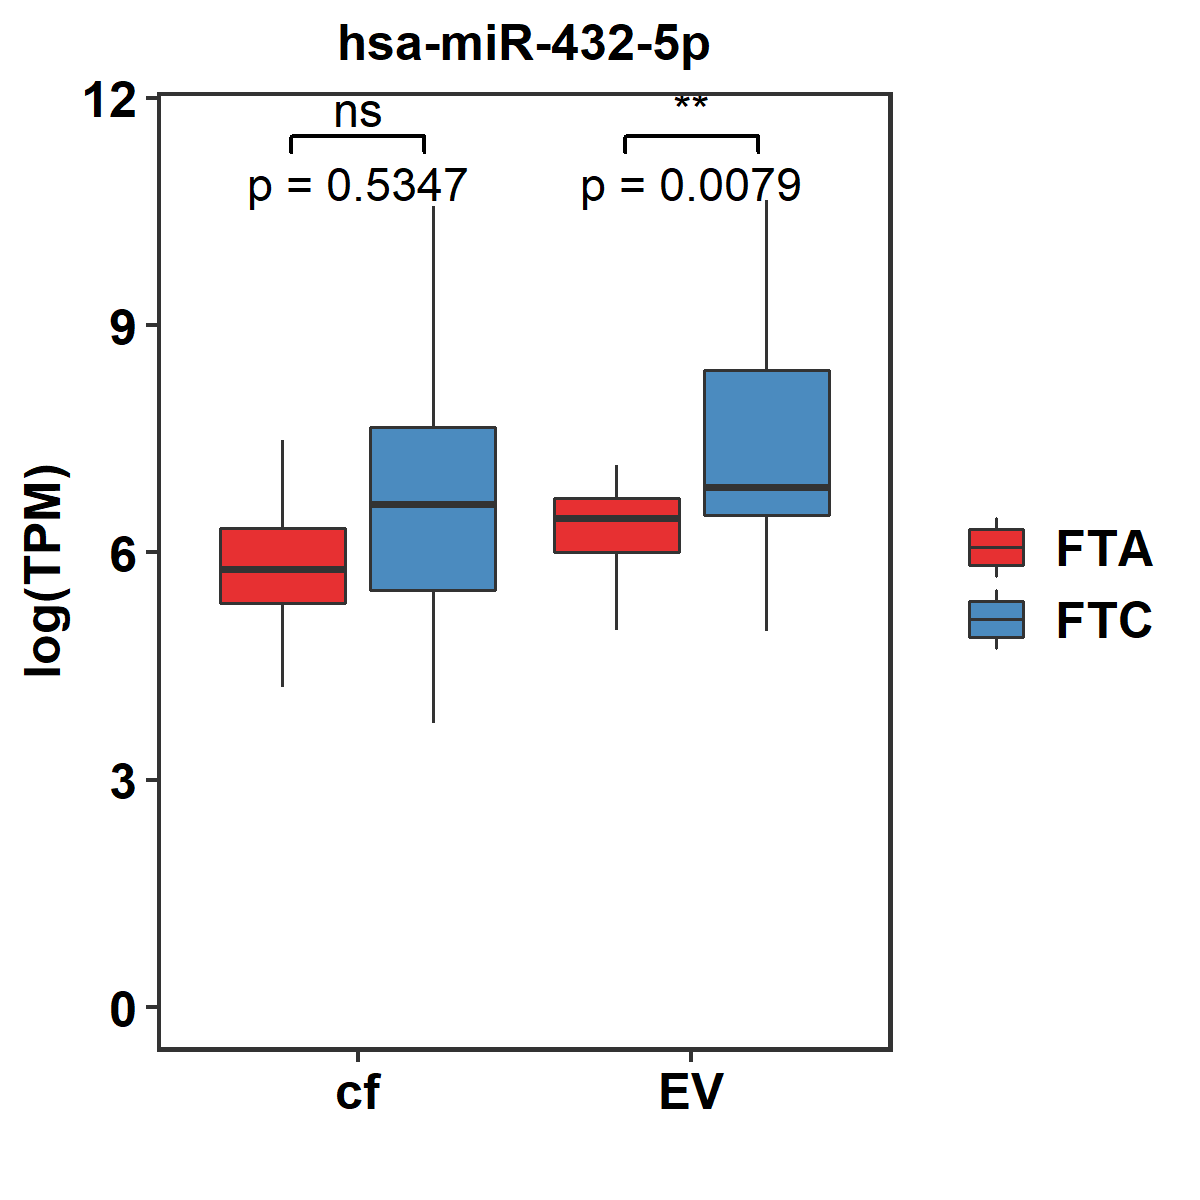 hsa-miR-432-5p
ns
**
p = 0.5347
p = 0.0079
12
9
6
3
0
log(TPM)
cf
EV
FTA
FTC